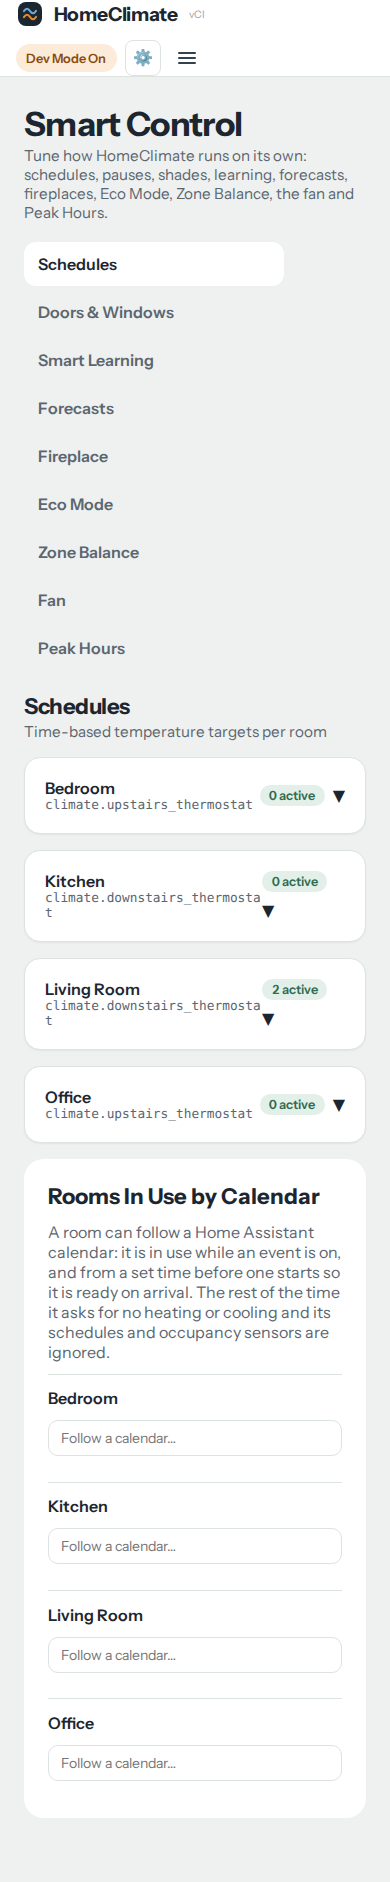 HomeClimate vCI
Dev Mode On
Smart Control
Tune how HomeClimate runs on its own:
schedules, pauses, shades, learning, forecasts,
fireplaces, Eco Mode, Zone Balance, the fan and
Peak Hours.
Schedules
Doors & Windows
Smart Learning
Forecasts
Fireplace
Eco Mode
Zone Balance
Fan
Peak Hours
Schedules
Time-based temperature targets per room
Bedroom
climate.upstairs_thermostat
0 active ▼
Kitchen
climate.downstairs_thermosta
t
0 active
▼
Living Room
climate.downstairs_thermosta
t
2 active
▼
Office
climate.upstairs_thermostat
0 active ▼
Rooms In Use by Calendar
A room can follow a Home Assistant
calendar: it is in use while an event is on,
and from a set time before one starts so
it is ready on arrival. The rest of the time
it asks for no heating or cooling and its
schedules and occupancy sensors are
ignored.
Bedroom
Follow a calendar...
Kitchen
Follow a calendar...
Living Room
Follow a calendar...
Office
Follow a calendar...